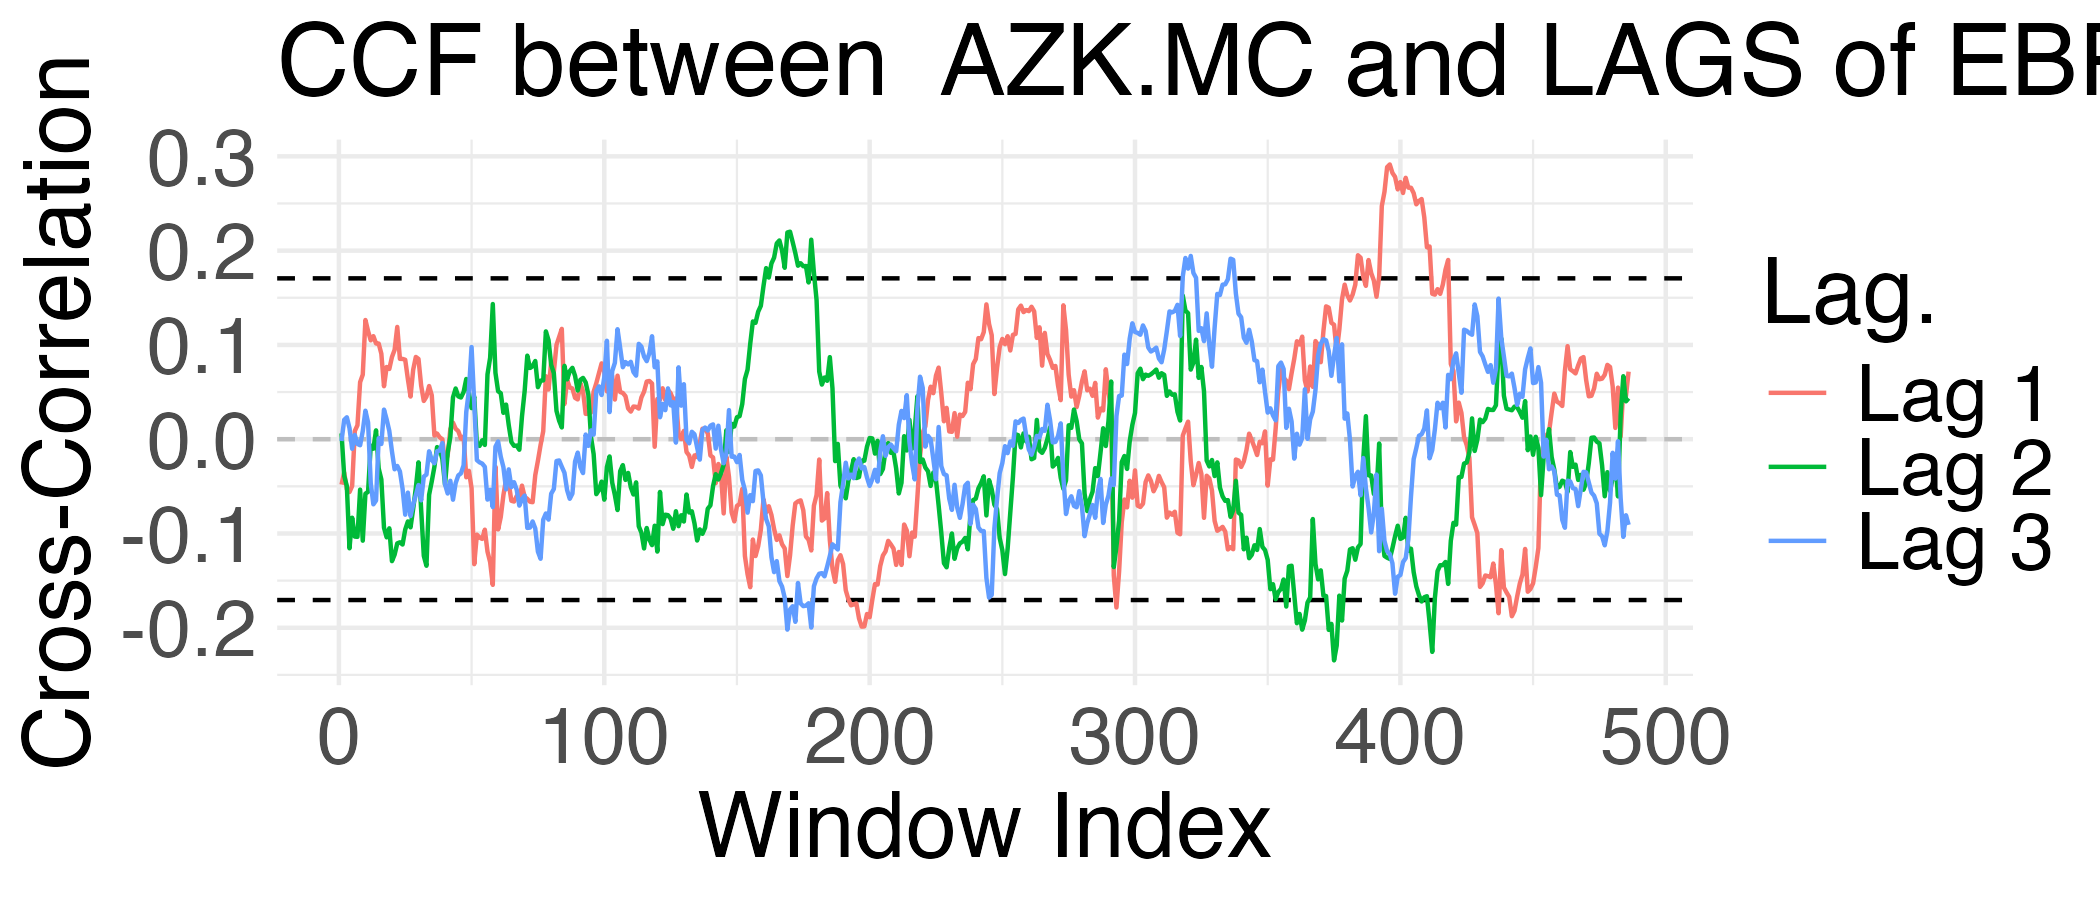 CCF between AZK.MC and LAGS of
Cross-Correlation
0.3
0.2
0.1
0.0
-0.1
-0.2
0 100 200 300 400 500
Window Index
Lag.
Lag 1
Lag 2
Lag 3